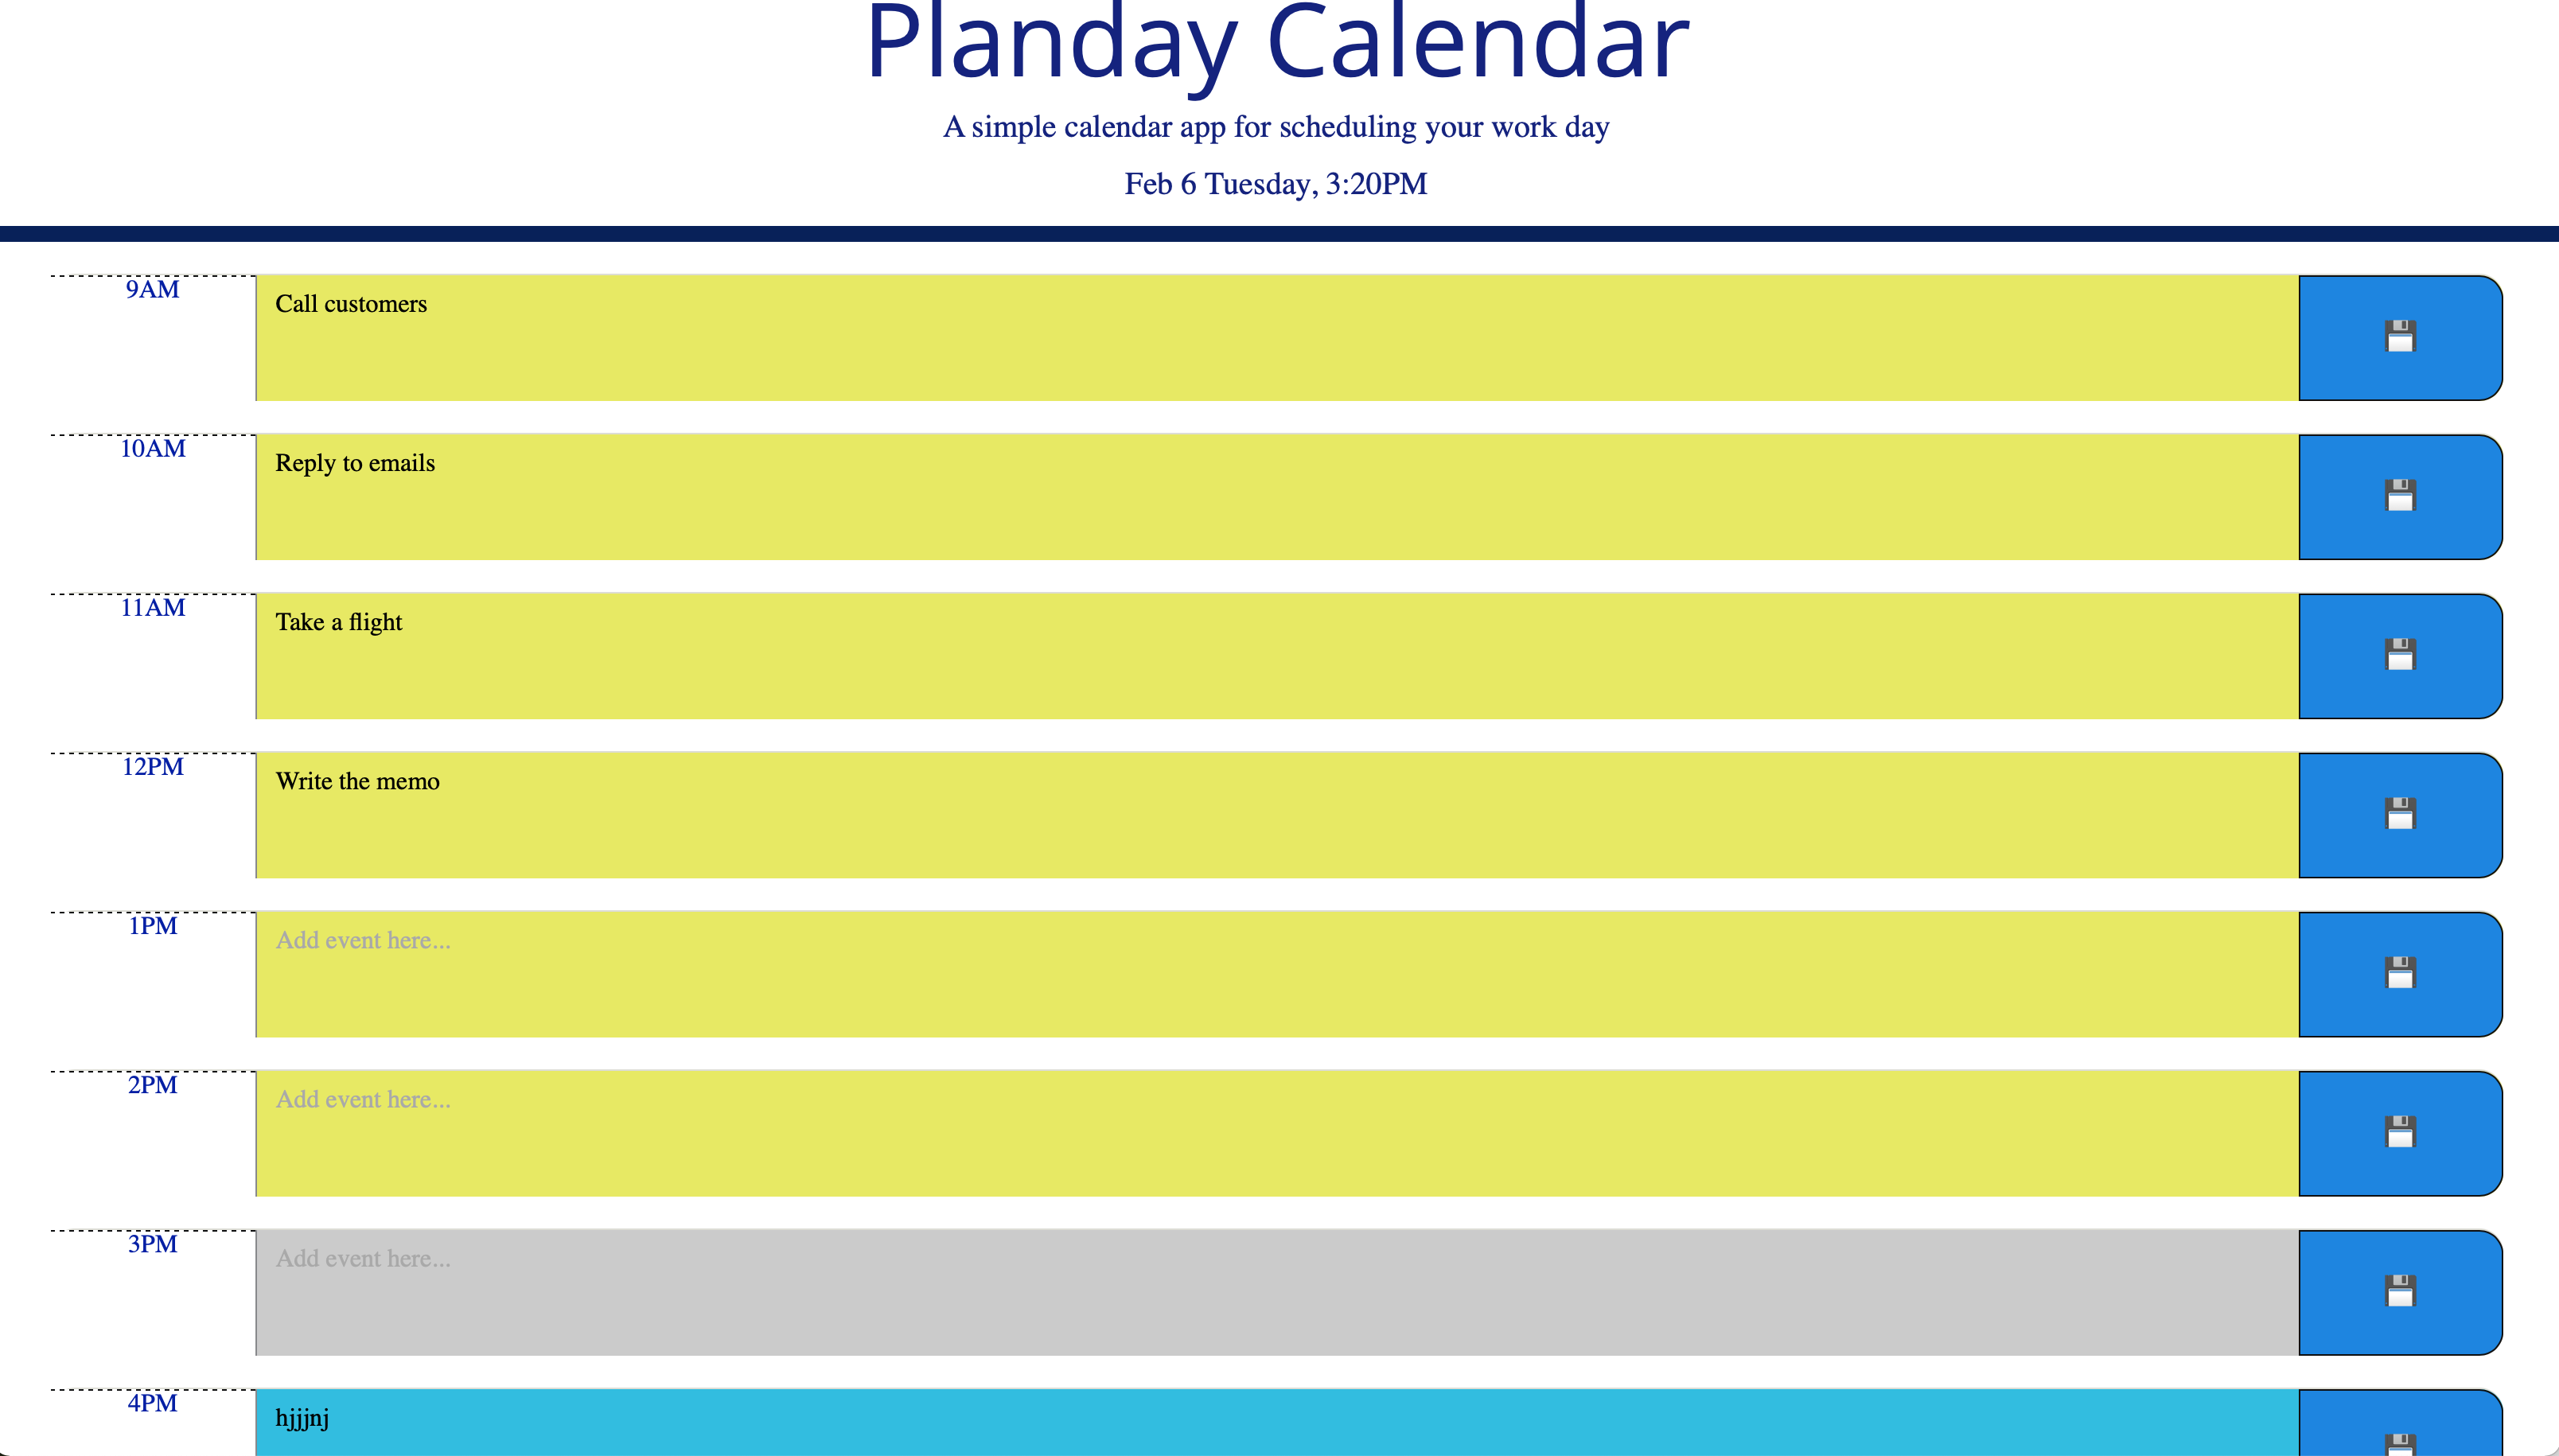 Planday Calendar
A simple calendar app for scheduling your work day
Feb 6 Tuesday, 3:20PM
9AM
Call customers
10AM
Reply to emails
11AM
Take a flight
12PM
Write the memo
1PM
Add event here...
2PM
Add event here...
3PM
Add event here...
4PM
hjjjnj